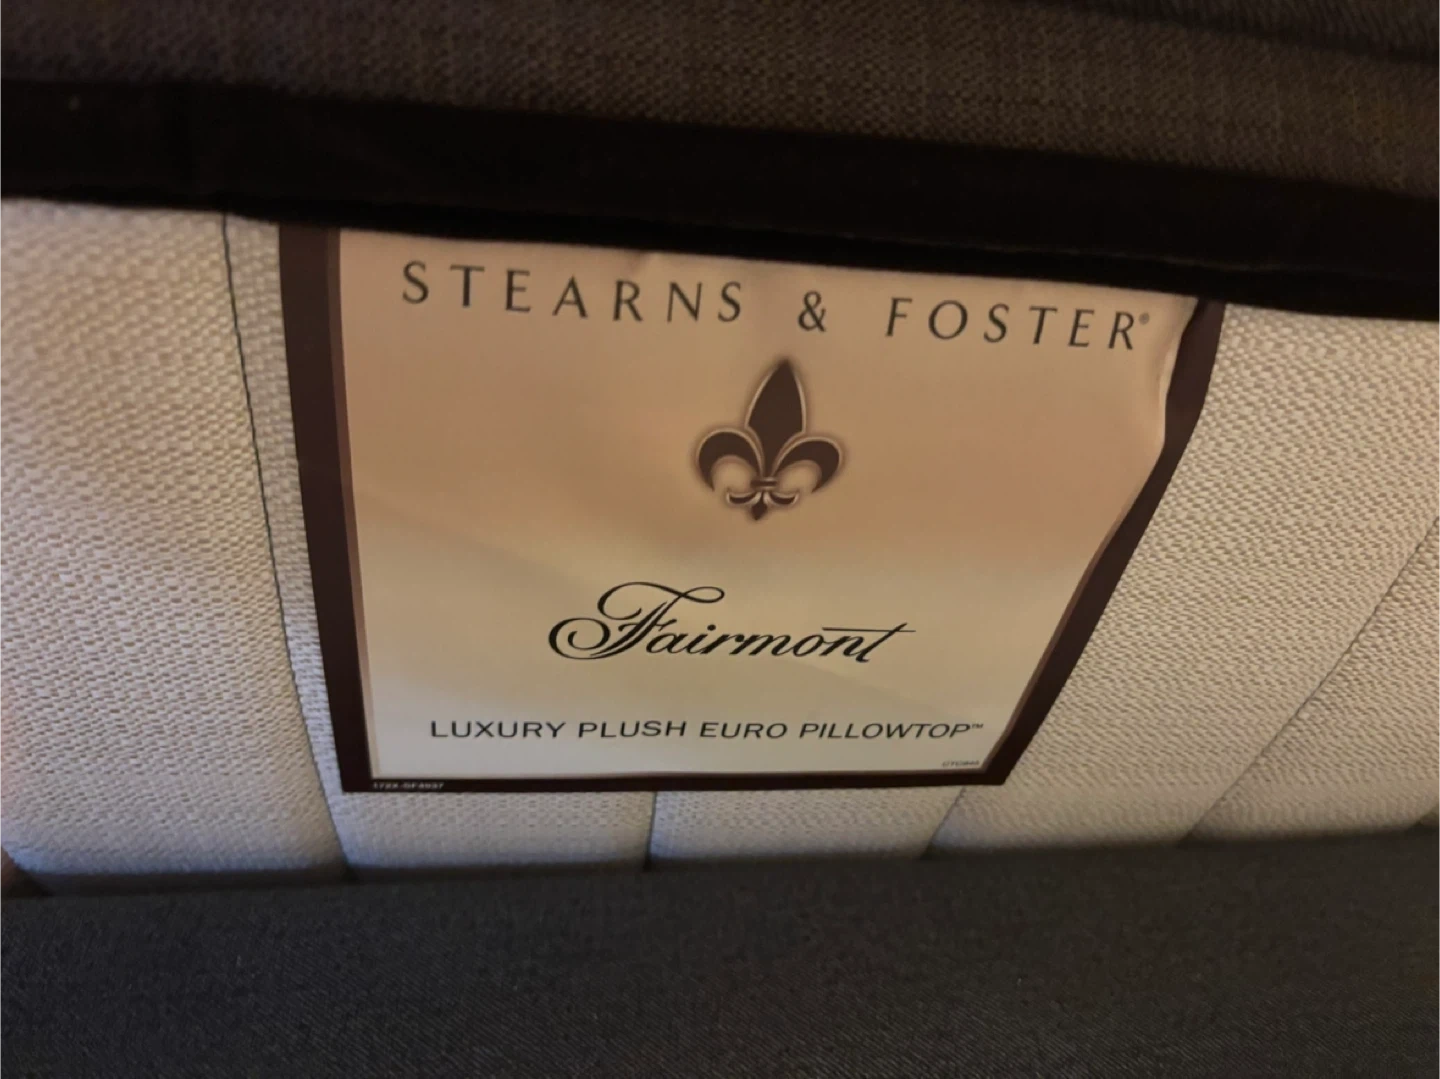 STEARNS & FOSTER®
Fairmont
LUXURY PLUSH EURO PILLOWTOP™